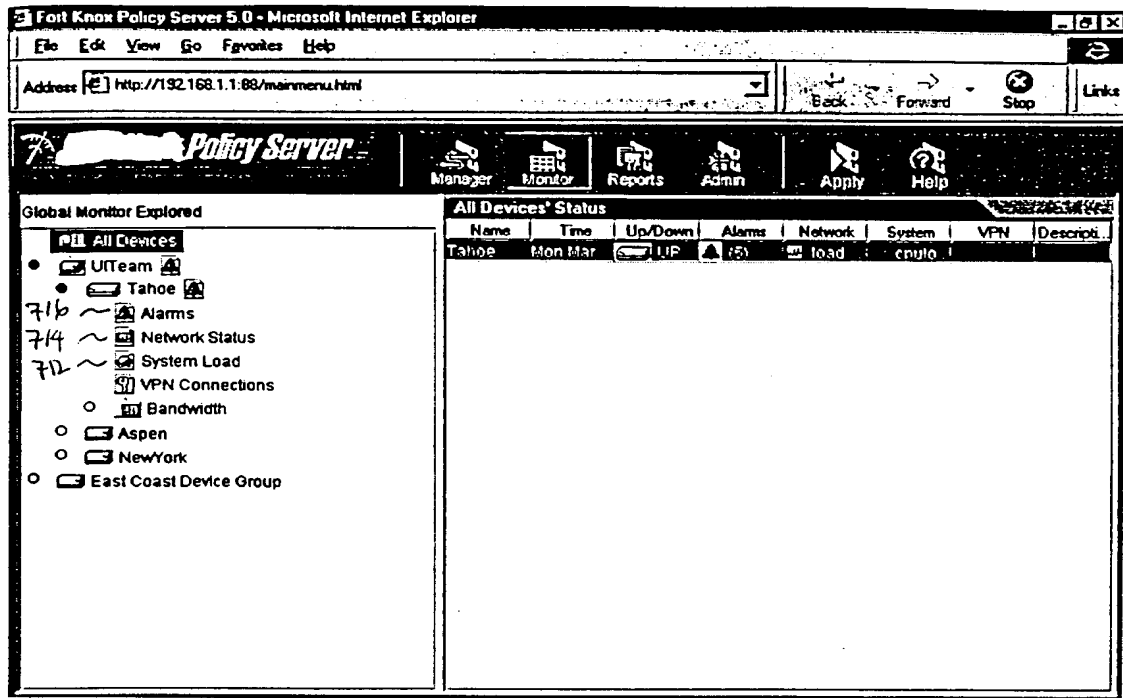 Fort Knox Policy Server 5.0 - Microsoft Internet Explorer
File Edit View Go Favorites Help
Address http://192.168.1.1:88/mainmenu.html Back Forward Stop Links
Policy Server Manager Monitor Reports Admin Apply Help
Global Monitor Explored
All Devices
UITeam
Tahoe
716 Alarms
714 Network Status
712 System Load
VPN Connections
Bandwidth
Aspen
NewYork
East Coast Device Group
All Devices' Status
Name Time Up/Down Alarms Network System VPN Descripti...
Tahoe Mon Mar UP (6) load